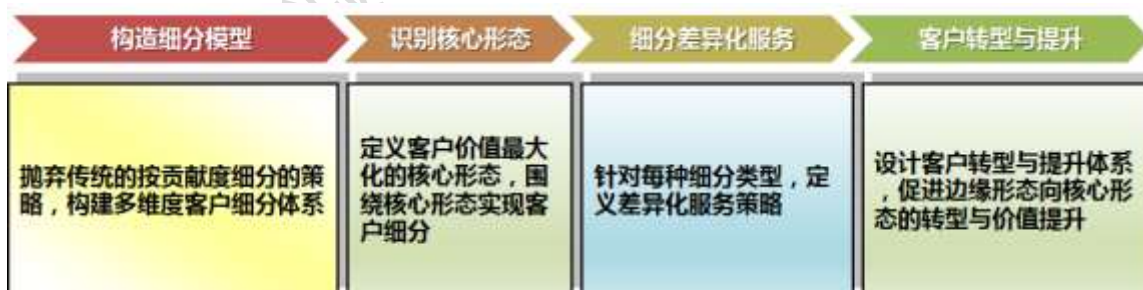 构造细分模型
识别核心形态
细分差异化服务
客户转型与提升
抛弃传统的按贡献度细分的策
略，构建多维度客户细分体系
定义客户价值最大
化的核心形态，围
绕核心形态实现客
户细分
针对每种细分类型，定
义差异化服务策略
设计客户转型与提升体系
，促进边缘形态向核心形
态的转型与价值提升